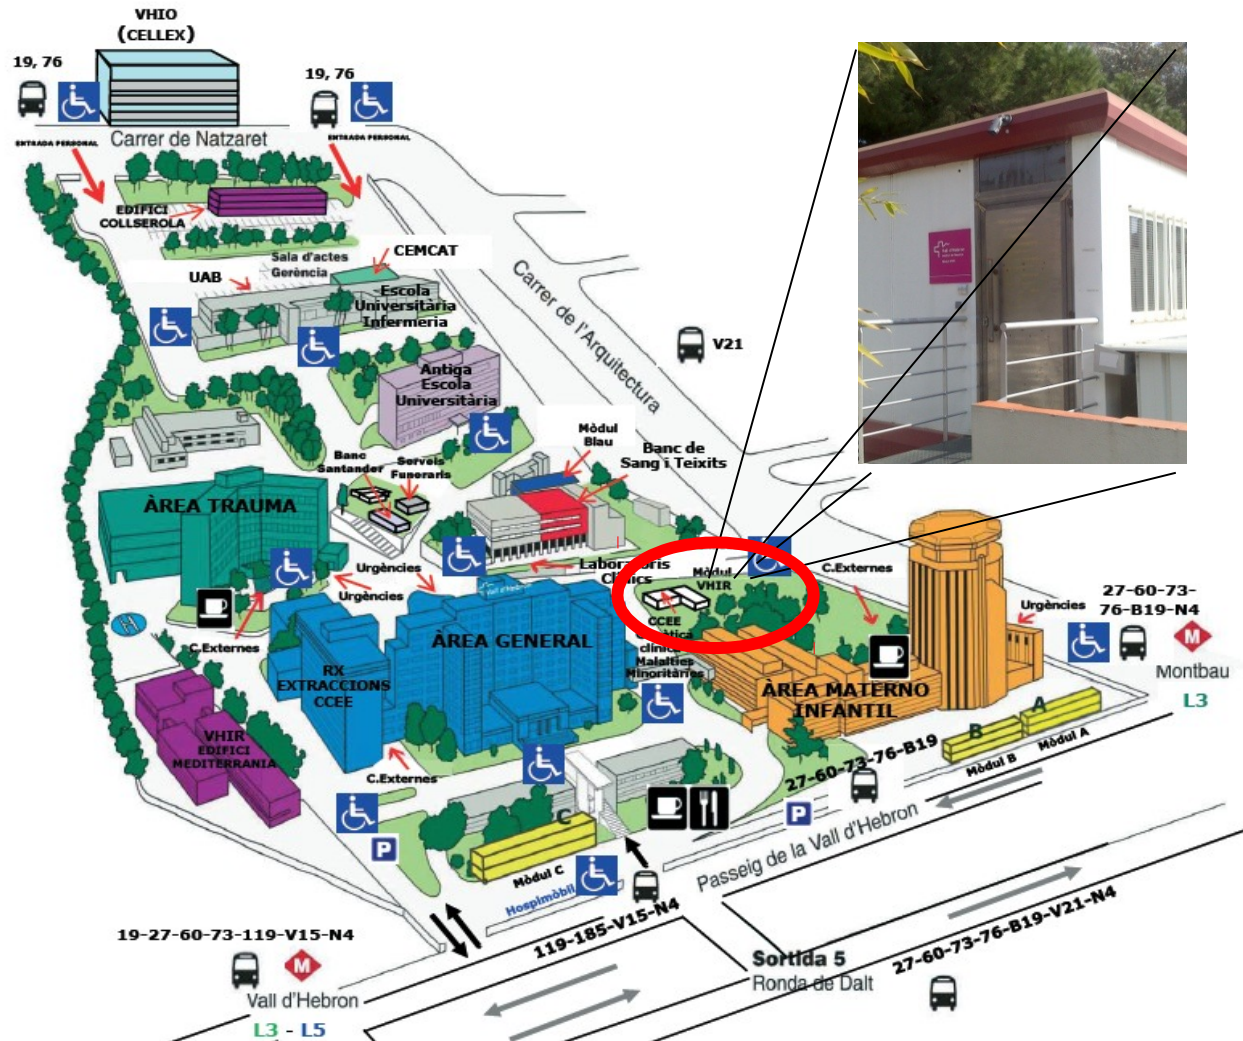 VHIO
(CELLEX)
19, 76
19, 76
ENTRADA PERSONAL
Carrer de Natzaret
ENTRADA PERSONAL
EDIFICI
COLLSEROLA
Sala d'actes
Gerència
CEMCAT
UAB
Escola
Universitària
Infermeria
Carrer de l'Arquitectura
V21
Antiga
Escola
Universitària
Mòdul
Blau
Banc de
Sang i Teixits
Banc
Santander
Serveis
Funeraris
ÀREA TRAUMA
Urgències
Urgències
Laboratoris
Clínics
Mòdul
VHIR
C.Externes
CCEE
Genètica
clínica
Malalties
Minoritàries
Urgències
27-60-73-
76-B19-N4
M
Montbau
L3
H
C.Externes
ÀREA GENERAL
RX
EXTRACCIONS
CCEE
ÀREA MATERNO
INFANTIL
A
B
Mòdul A
Mòdul B
VHIR
EDIFICI
MEDITERRANIA
C.Externes
27-60-73-76-B19
P
P
C
Mòdul C
Hospimòbil
Passeig de la Vall d'Hebron
119-185-V15-N4
19-27-60-73-119-V15-N4
M
Vall d'Hebron
L3 - L5
Sortida 5
Ronda de Dalt
27-60-73-76-B19-V21-N4